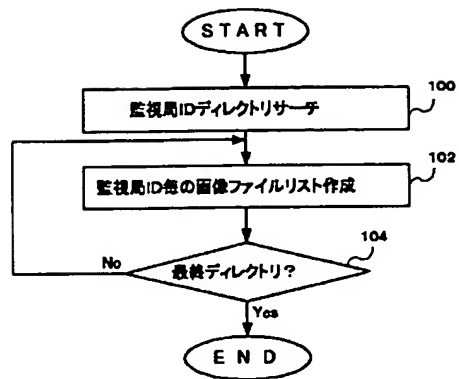 START
監視局IDディレクトリサーチ
100
監視局ID毎の画像ファイルリスト作成
102
最終ディレクトリ?
104
No
Yes
END